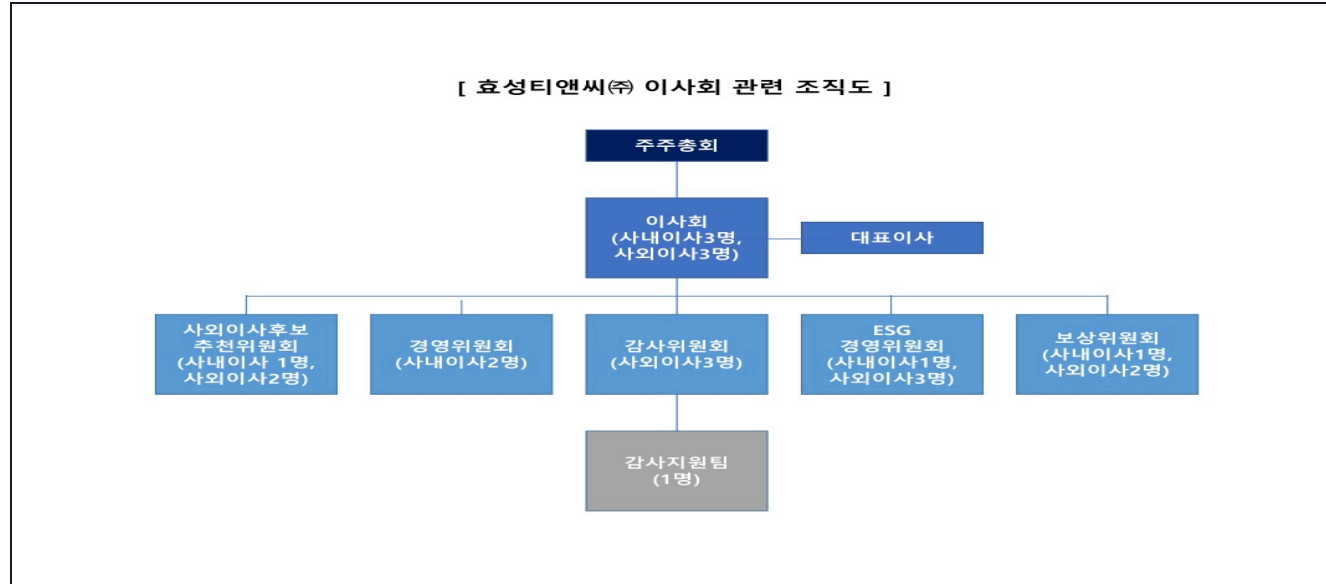 [ 효성티앤씨㈜ 이사회 관련 조직도 ]
주주총회
이사회
(사내이사3명,
사외이사3명)
대표이사
사외이사후보
추천위원회
(사내이사 1명,
사외이사2명)
경영위원회
(사내이사2명)
감사위원회
(사외이사3명)
ESG
경영위원회
(사내이사1명,
사외이사3명)
보상위원회
(사내이사1명,
사외이사2명)
감사지원팀
(1명)